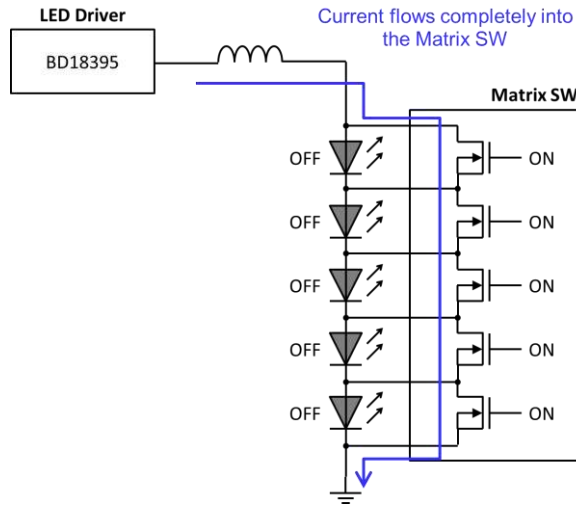 LED Driver
Current flows completely into
the Matrix SW
BD18395
Matrix SW
OFF
ON
OFF
ON
OFF
ON
OFF
ON
OFF
ON